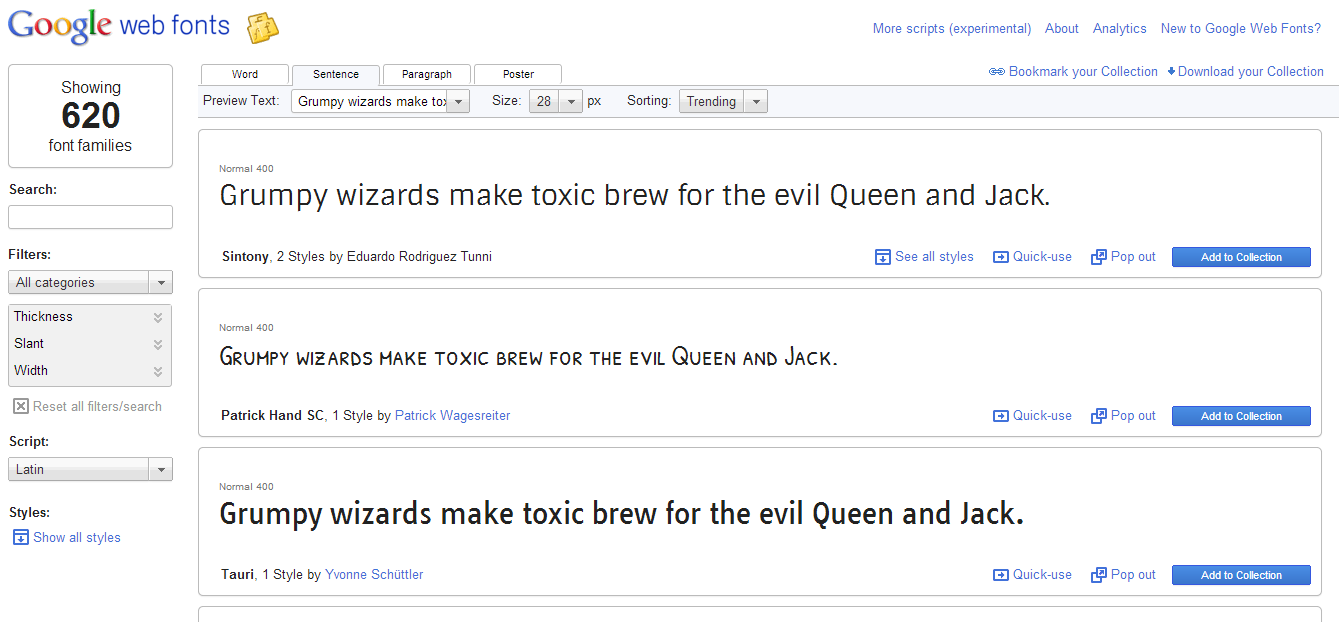 Google web fonts
More scripts (experimental) About Analytics New to Google Web Fonts?
Showing
620
font families
Search:
Filters:
All categories
Thickness
Slant
Width
Reset all filters/search
Script:
Latin
Styles:
Show all styles
Word Sentence Paragraph Poster
Bookmark your Collection Download your Collection
Preview Text: Grumpy wizards make to Size: 28 px Sorting: Trending
Normal 400
Grumpy wizards make toxic brew for the evil Queen and Jack.
Sintony, 2 Styles by Eduardo Rodriguez Tunni
See all styles Quick-use Pop out Add to Collection
Normal 400
Grumpy wizards make toxic brew for the evil Queen and Jack.
Patrick Hand SC, 1 Style by Patrick Wagesreiter
Quick-use Pop out Add to Collection
Normal 400
Grumpy wizards make toxic brew for the evil Queen and Jack.
Tauri, 1 Style by Yvonne Schüttler
Quick-use Pop out Add to Collection